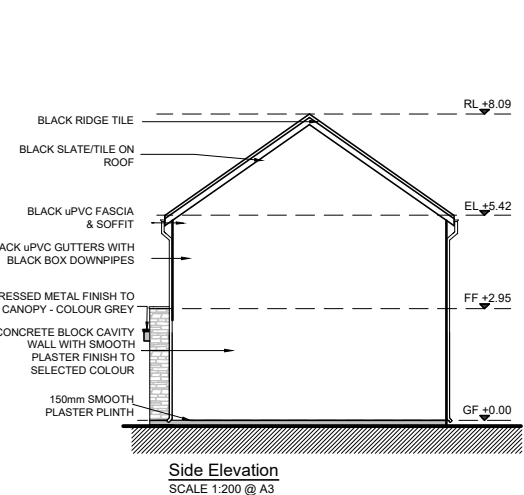 RL +8.09
BLACK RIDGE TILE
BLACK SLATE/TILE ON
ROOF
BLACK uPVC FASCIA
& SOFFIT
EL +5.42
uPVC GUTTERS WITH
BLACK BOX DOWNPIPES
METAL FINISH TO
CANOPY - COLOUR GREY
FF +2.95
CONCRETE BLOCK CAVITY
WALL WITH SMOOTH
PLASTER FINISH TO
SELECTED COLOUR
150mm SMOOTH
PLASTER PLINTH
GF +0.00
Side Elevation
SCALE 1:200 @ A3